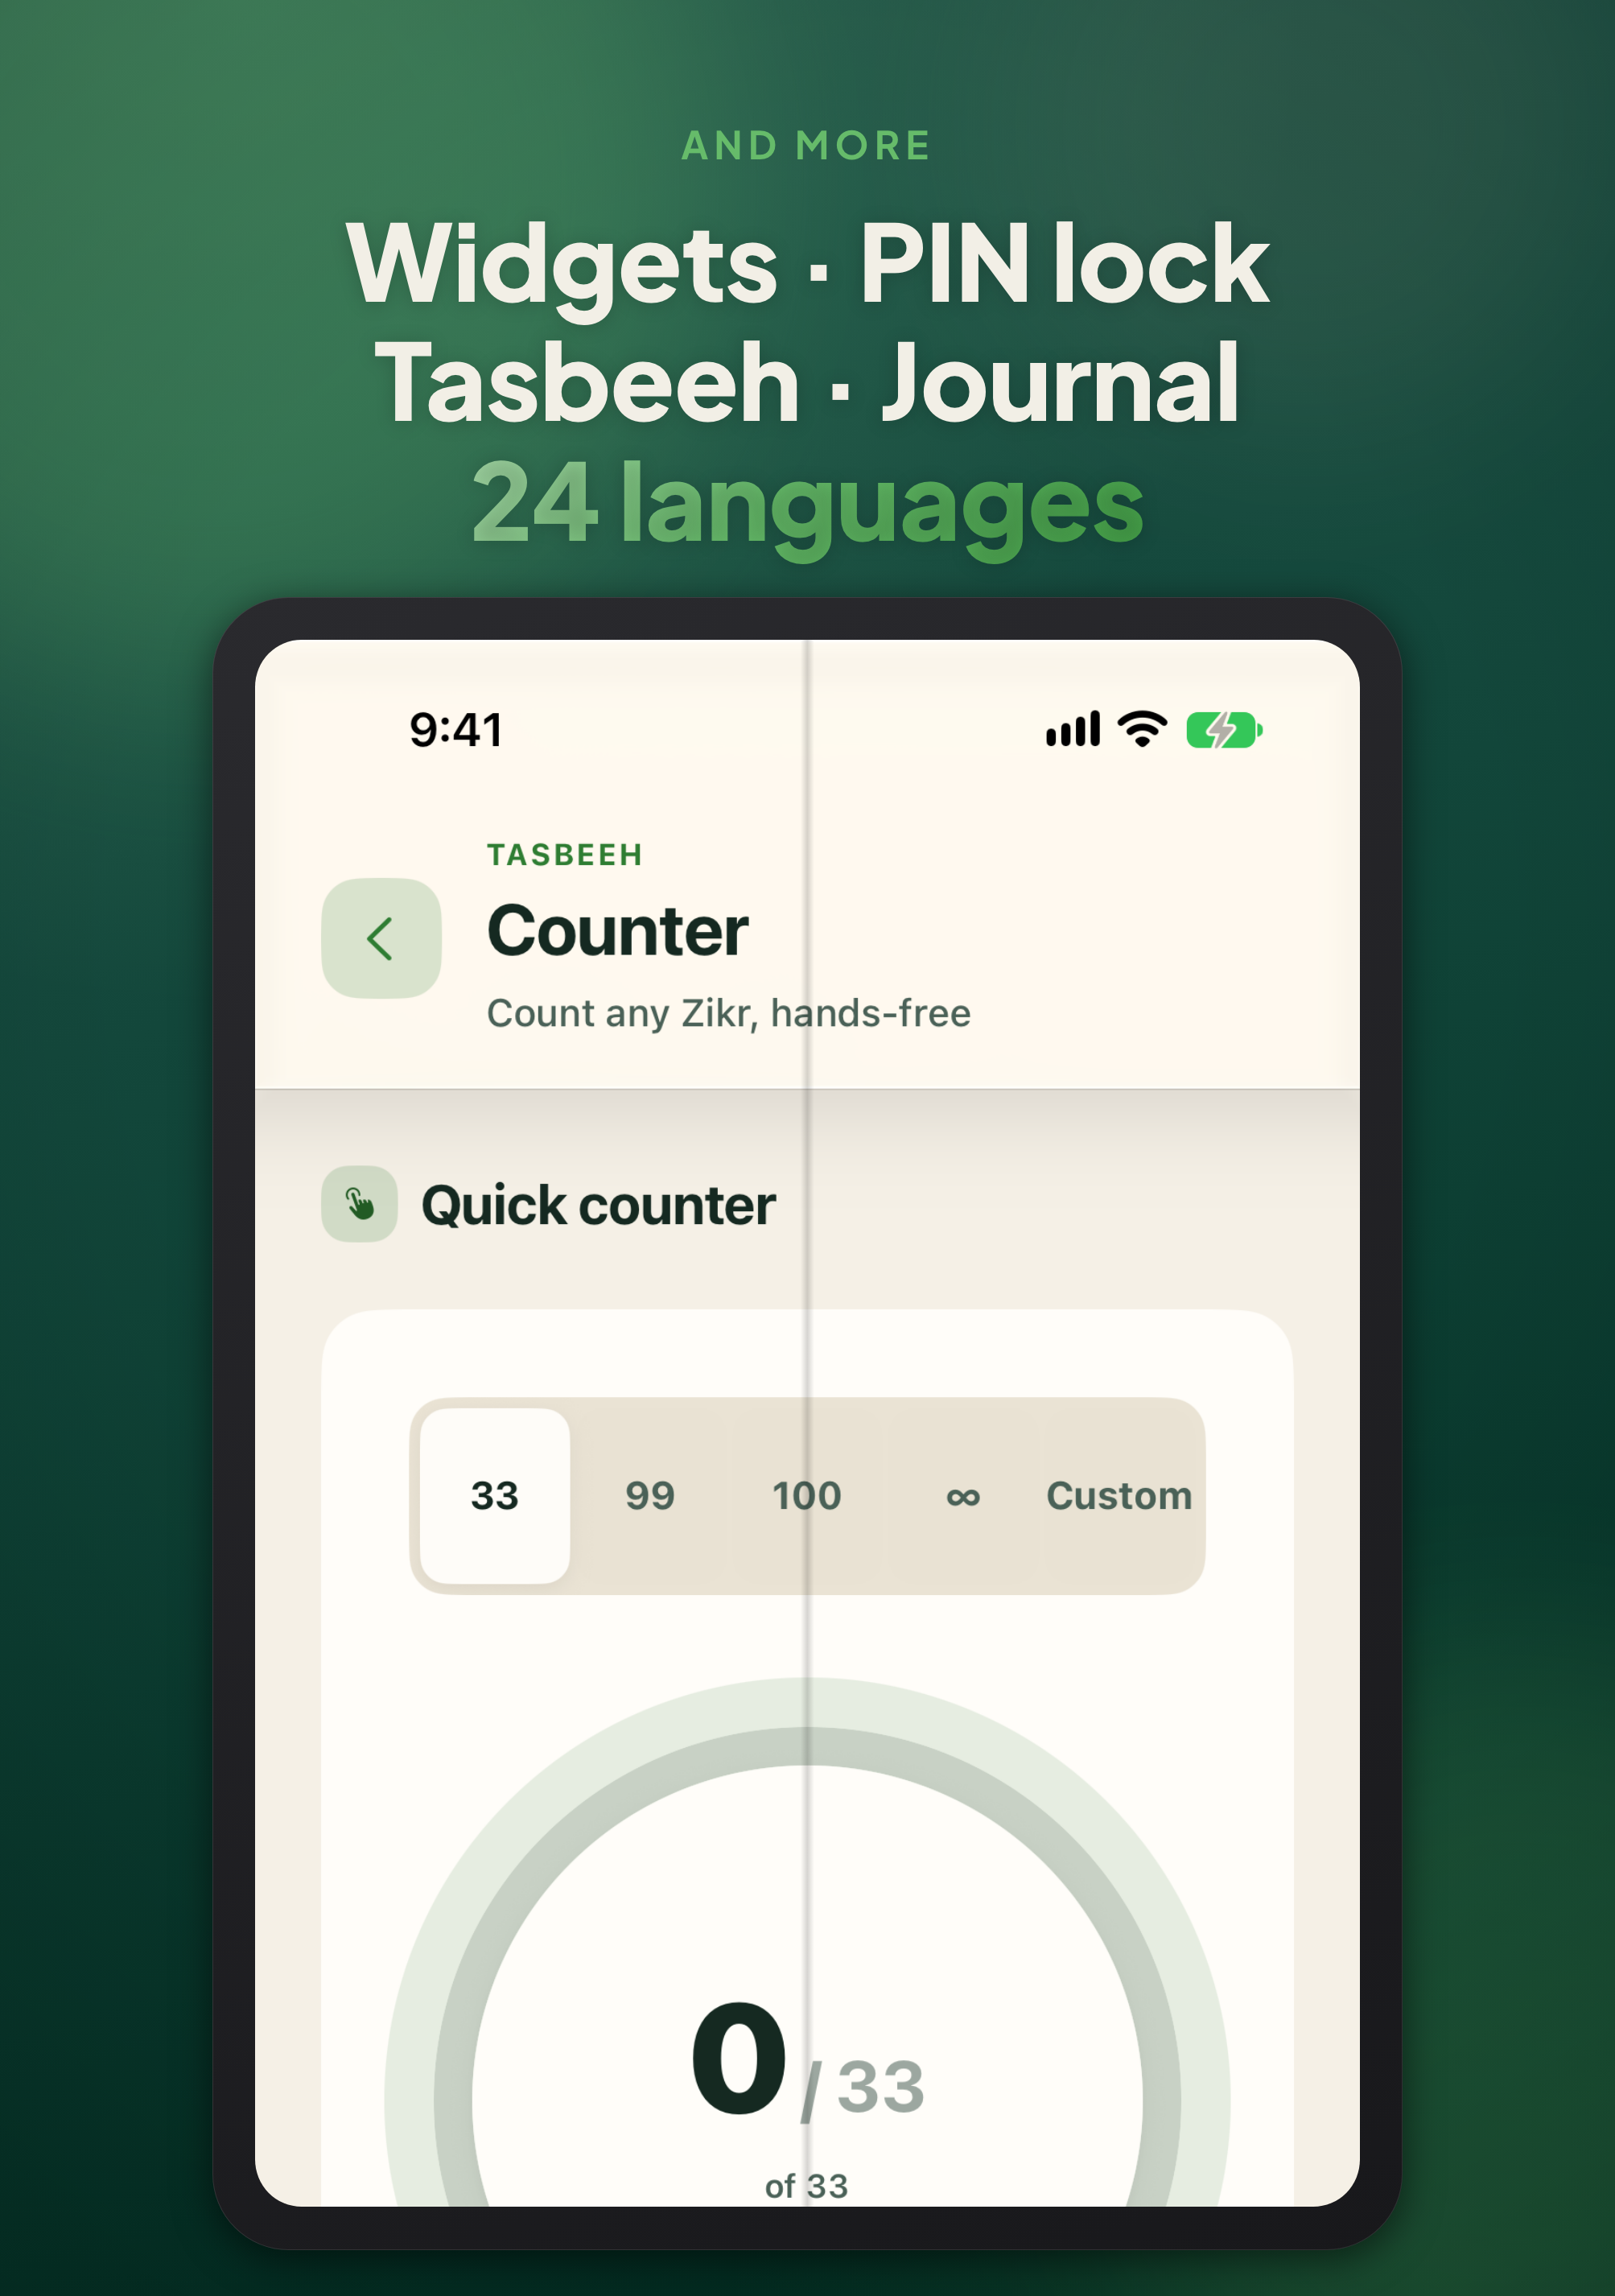 AND MORE
Widgets · PIN lock
Tasbeeh · Journal
24 languages
9:41
TASBEEH
Counter
Count any Zikr, hands-free
Quick counter
33 99 100 ∞ Custom
0 / 33
of 33